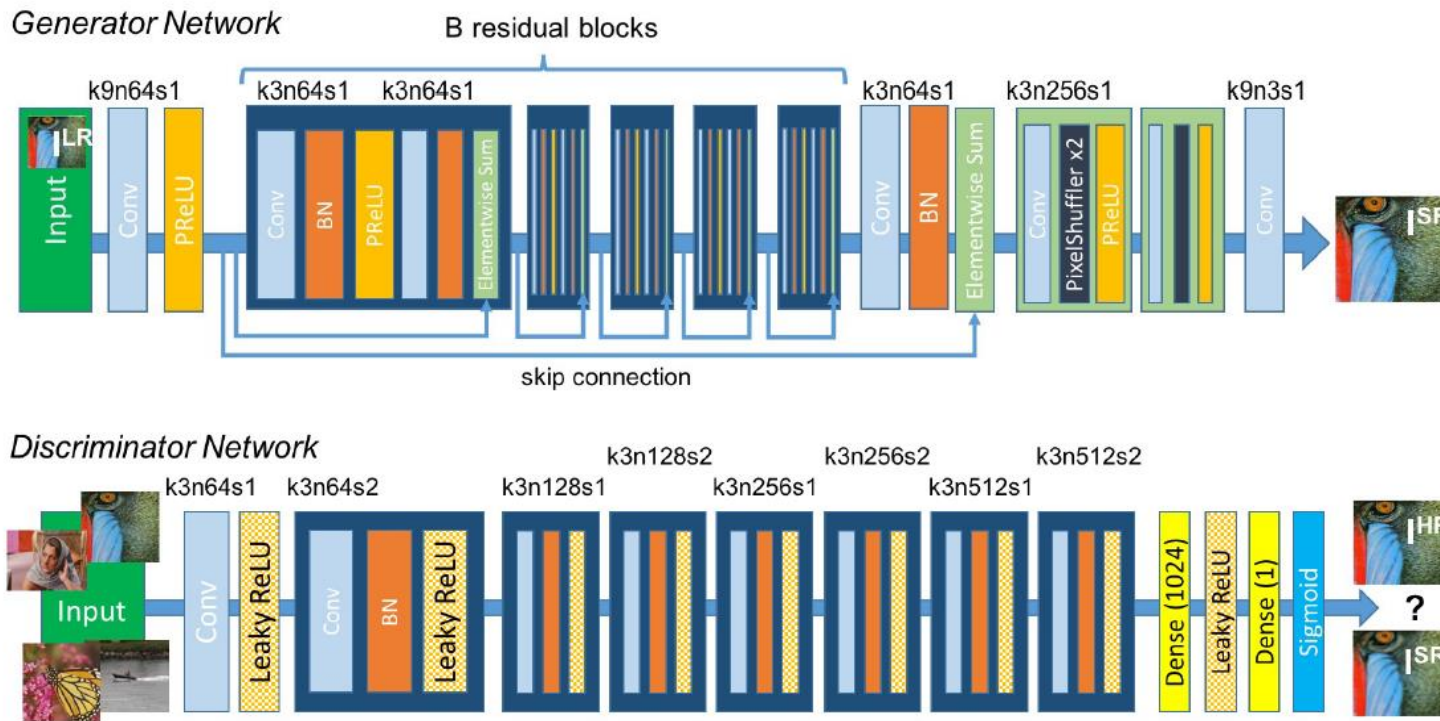 Generator Network
B residual blocks
k9n64s1
k3n64s1
k3n64s1
k3n64s1
k3n256s1
k9n3s1
I LR
Input
Conv
PReLU
Conv
BN
PReLU
Elementwise Sum
Conv
BN
Elementwise Sum
Conv
PixelShuffler x2
PReLU
Conv
I SR
skip connection
Discriminator Network
k3n64s1
k3n64s2
k3n128s1
k3n128s2
k3n256s1
k3n256s2
k3n512s1
k3n512s2
Input
Conv
Leaky ReLU
Conv
BN
Leaky ReLU
Dense (1024)
Leaky ReLU
Dense (1)
Sigmoid
I HR
?
I SR